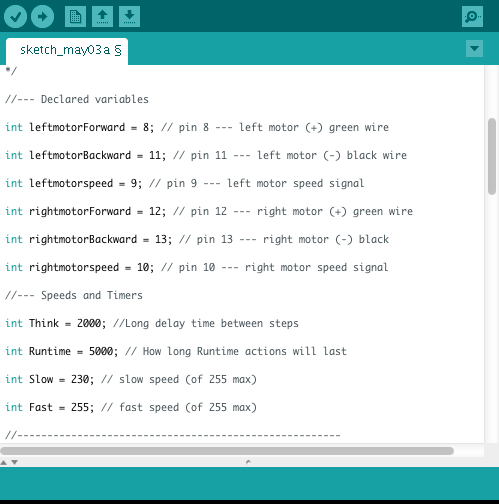 sketch_may03a §
*/
//--- Declared variables
int leftmotorForward = 8; // pin 8 --- left motor (+) green wire
int leftmotorBackward = 11; // pin 11 --- left motor (-) black wire
int leftmotorspeed = 9; // pin 9 --- left motor speed signal
int rightmotorForward = 12; // pin 12 --- right motor (+) green wire
int rightmotorBackward = 13; // pin 13 --- right motor (-) black
int rightmotorspeed = 10; // pin 10 --- right motor speed signal
//--- Speeds and Timers
int Think = 2000; //Long delay time between steps
int Runtime = 5000; // How long Runtime actions will last
int Slow = 230; // slow speed (of 255 max)
int Fast = 255; // fast speed (of 255 max)
//------------------------------------------------------